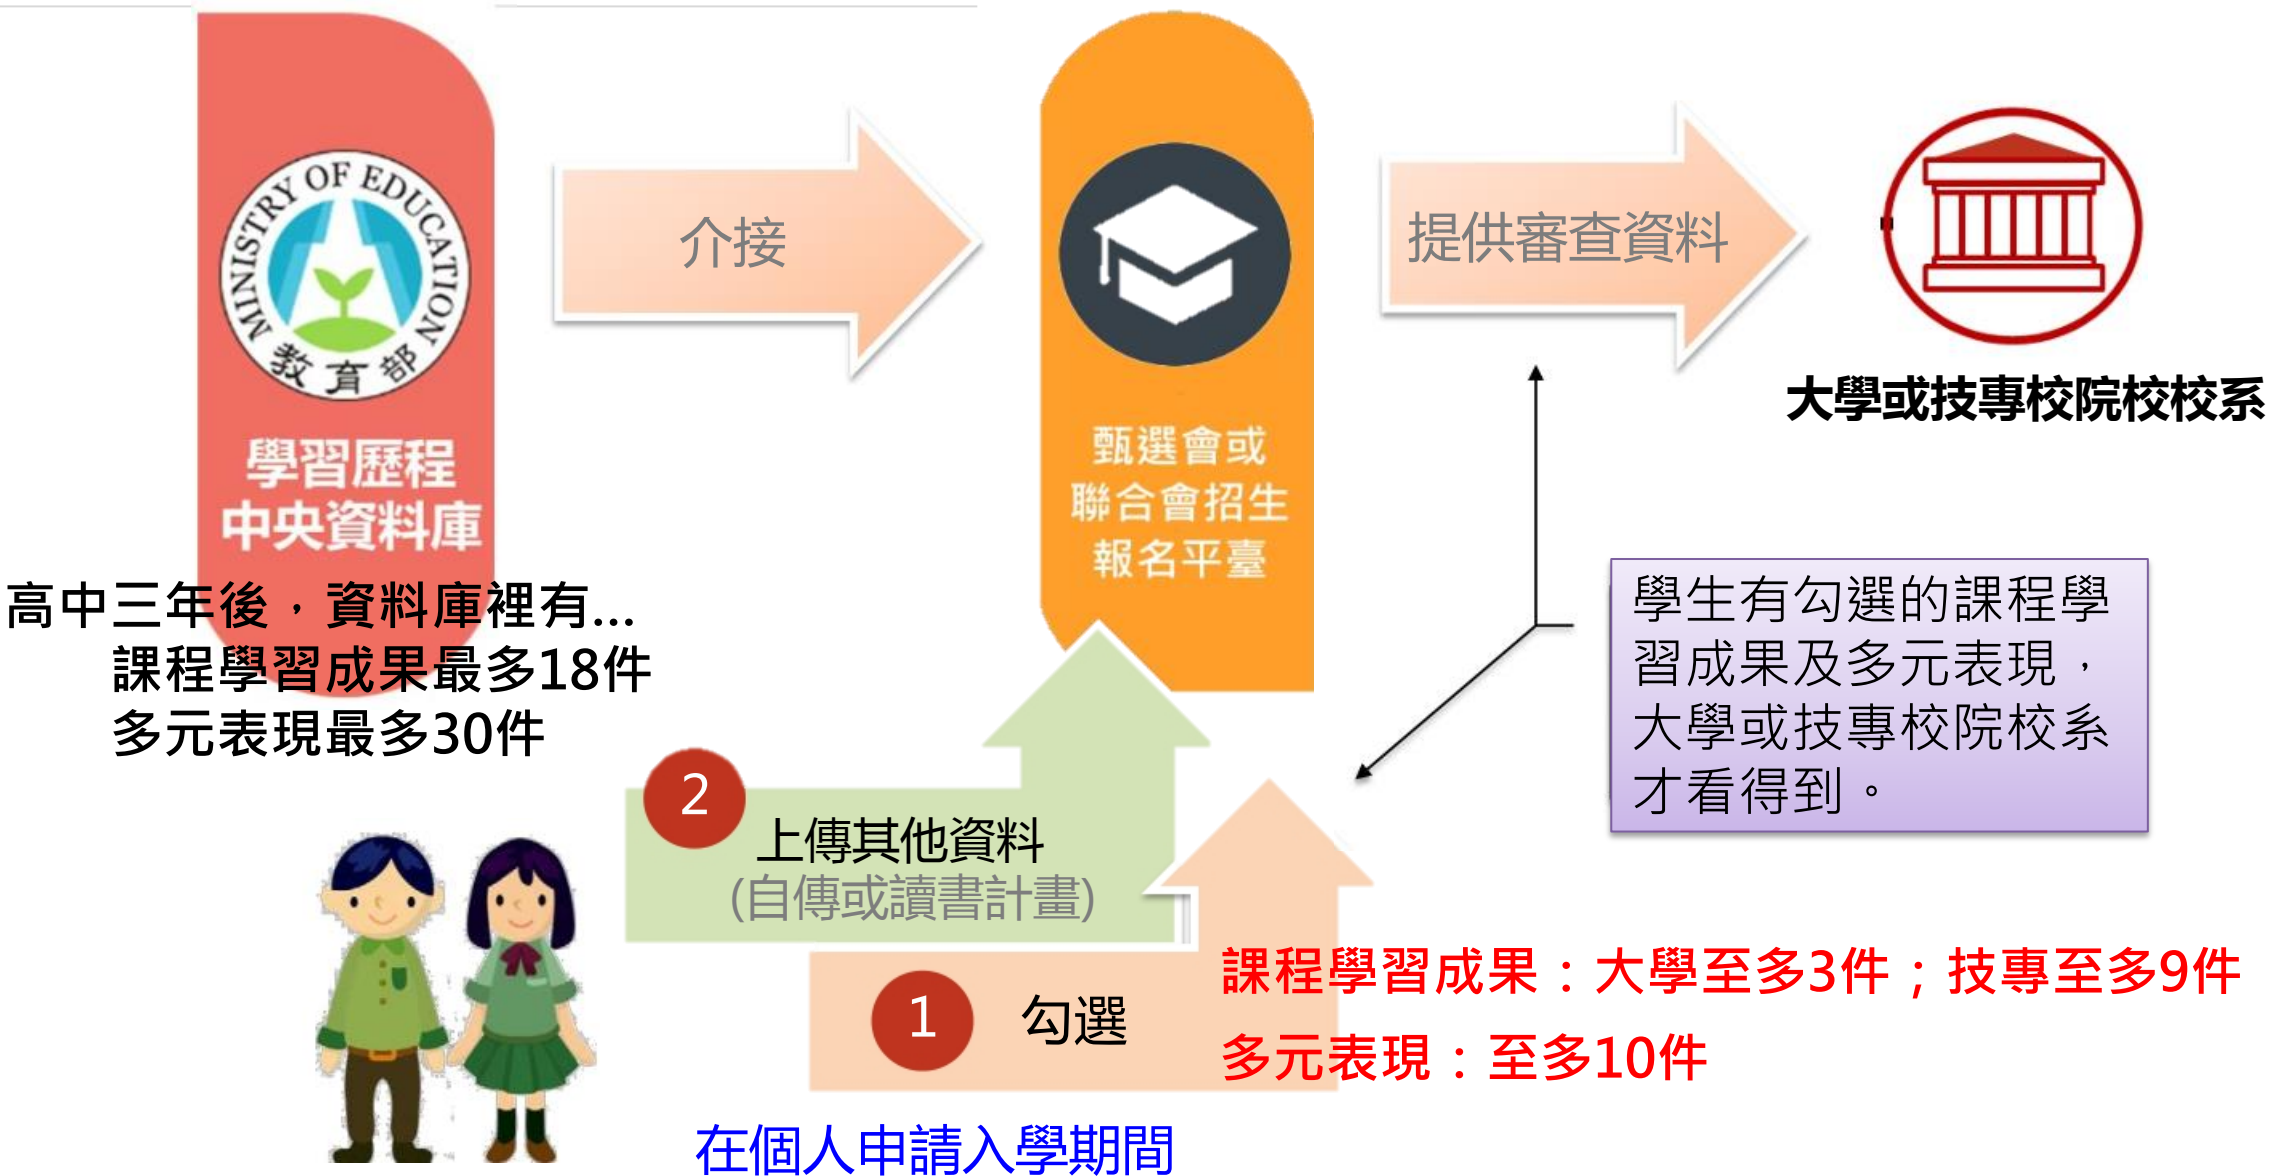 MINISTRY OF EDUCATION
教育部
學習歷程
中央資料庫
高中三年後，資料庫裡有...
課程學習成果最多18件
多元表現最多30件
介接
甄選會或
聯合會招生
報名平臺
提供審查資料
大學或技專校院校校系
學生有勾選的課程學
習成果及多元表現，
大學或技專校院校系
才看得到。
2
上傳其他資料
(自傳或讀書計畫)
1
勾選
課程學習成果：大學至多3件；技專至多9件
多元表現：至多10件
在個人申請入學期間